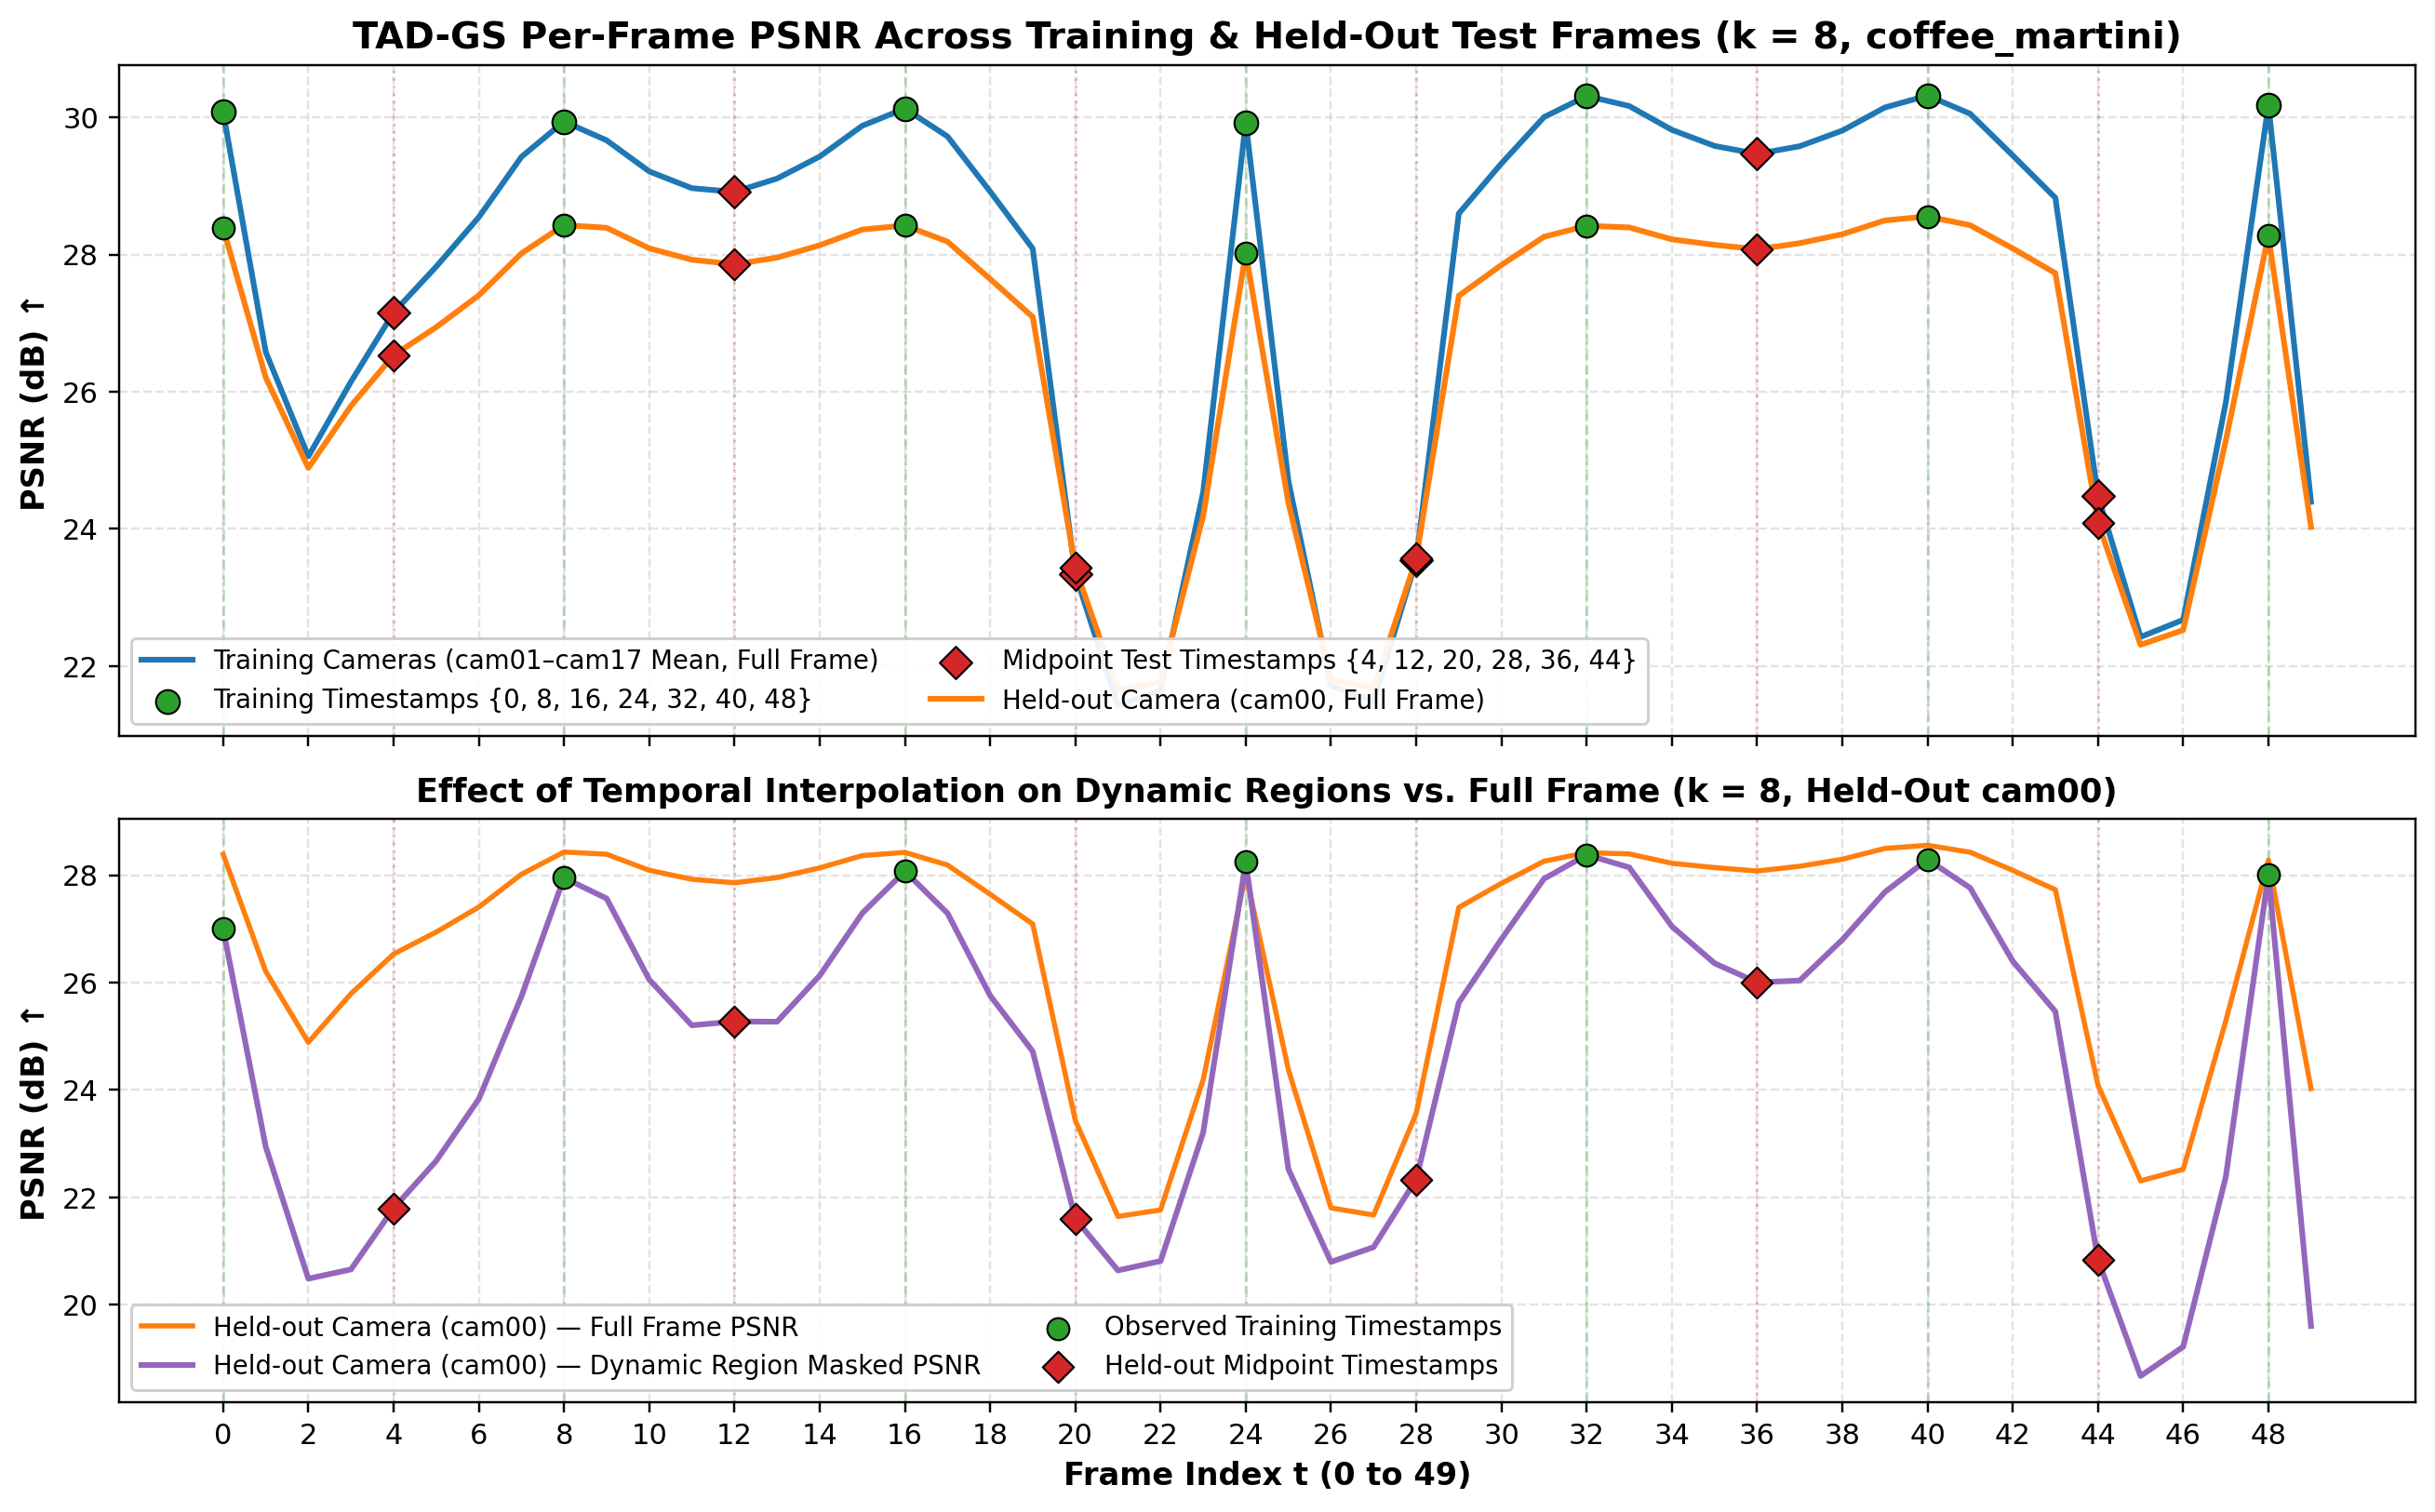 TAD-GS Per-Frame PSNR Across Training & Held-Out Test Frames (k = 8, coffee_martini)
PSNR (dB) ↑
30
28
26
24
22
Training Cameras (cam01–cam17 Mean, Full Frame)
Training Timestamps {0, 8, 16, 24, 32, 40, 48}
Midpoint Test Timestamps {4, 12, 20, 28, 36, 44}
Held-out Camera (cam00, Full Frame)
Effect of Temporal Interpolation on Dynamic Regions vs. Full Frame (k = 8, Held-Out cam00)
PSNR (dB) ↑
28
26
24
22
20
Held-out Camera (cam00) — Full Frame PSNR
Held-out Camera (cam00) — Dynamic Region Masked PSNR
Observed Training Timestamps
Held-out Midpoint Timestamps
0 2 4 6 8 10 12 14 16 18 20 22 24 26 28 30 32 34 36 38 40 42 44 46 48
Frame Index t (0 to 49)